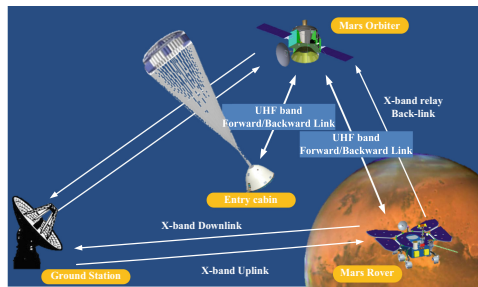 Mars Orbiter
X-band relay
Back-link
UHF band
Forward/Backward Link
UHF band
Forward/Backward Link
Entry cabin
X-band Downlink
Ground Station
X-band Uplink
Mars Rover